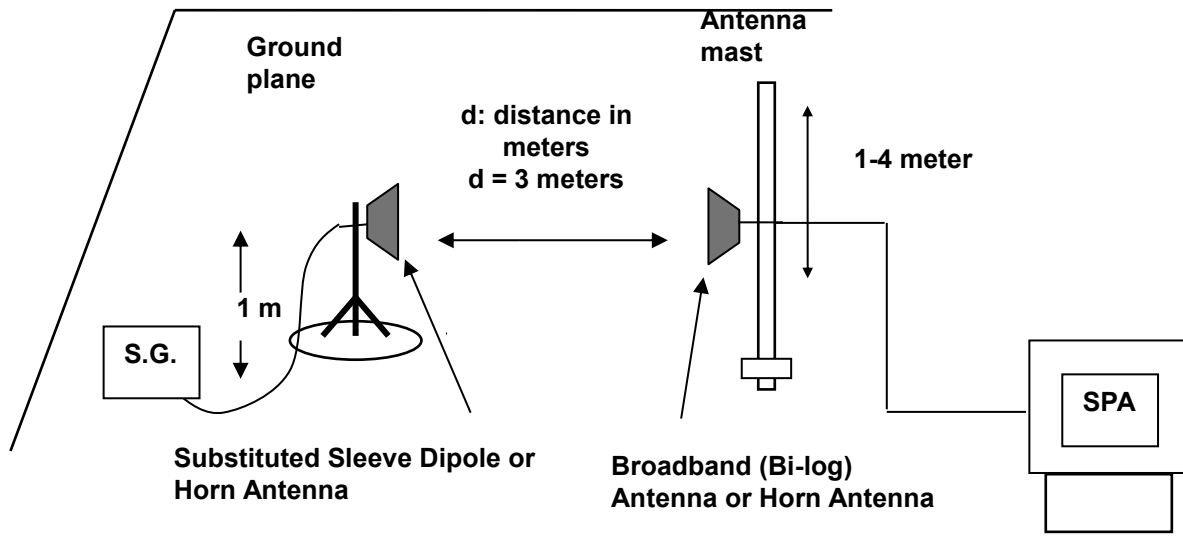 Antenna
mast
Ground
plane
d: distance in
meters
d = 3 meters
1-4 meter
1 m
S.G.
SPA
Substituted Sleeve Dipole or
Horn Antenna
Broadband (Bi-log)
Antenna or Horn Antenna